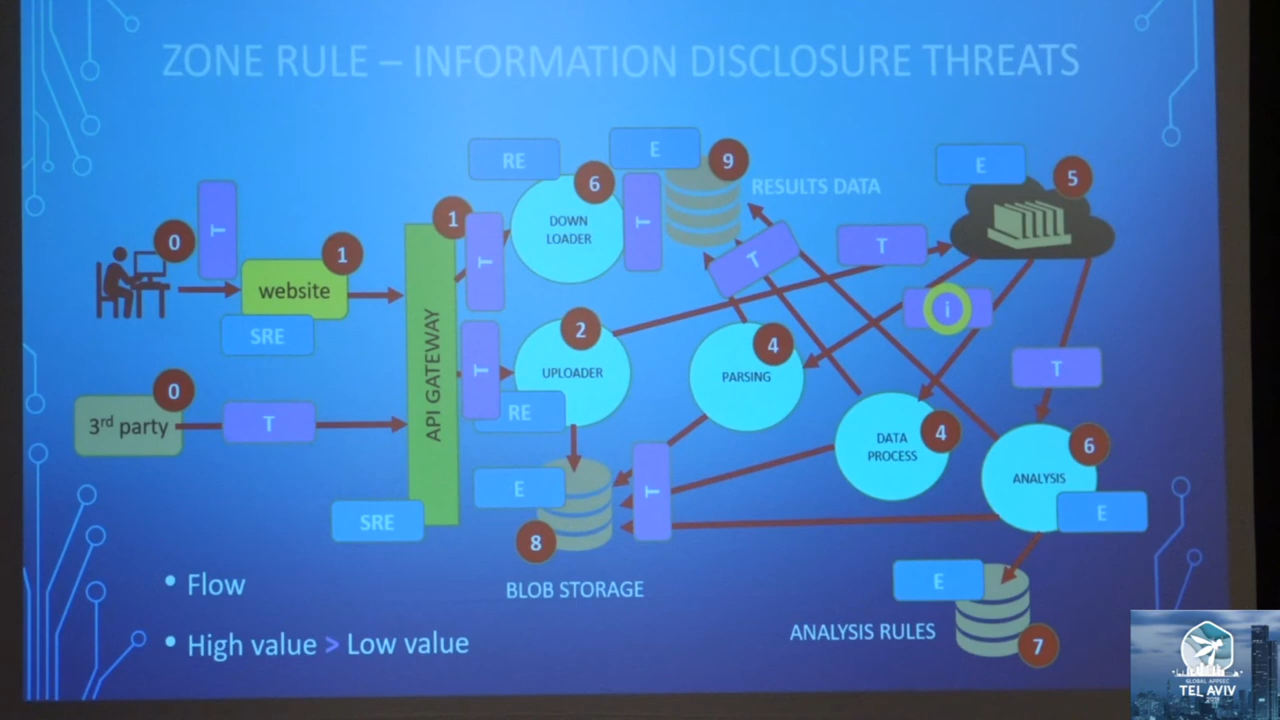 ZONE RULE – INFORMATION DISCLOSURE THREATS
RE
E
9
E
5
6
RESULTS DATA
T
0
1
DOWN
LOADER
T
T
T
T
1
website
T
i
SRE
API GATEWAY
2
4
UPLOADER
T
PARSING
T
0
3rd party
T
RE
4
DATA
PROCESS
6
ANALYSIS
E
T
E
SRE
8
BLOB STORAGE
E
ANALYSIS RULES
7
• Flow
• High value > Low value
GLOBAL APPSEC
TEL AVIV